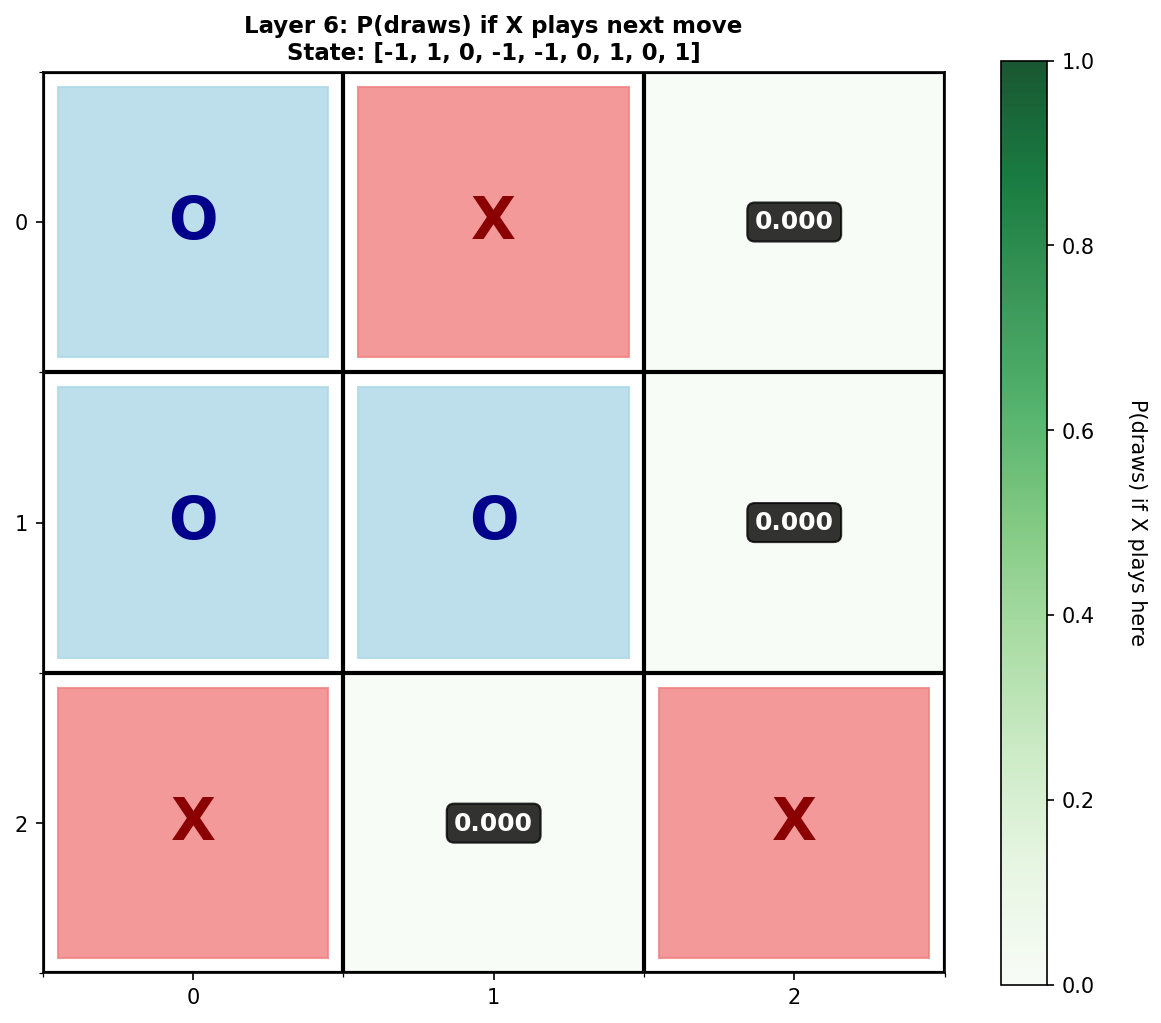 Layer 6: P(draws) if X plays next move
State: [-1, 1, 0, -1, -1, 0, 1, 0, 1]
0
O
X
0.000
1
O
O
0.000
2
X
0.000
X
0
1
2
1.0
0.8
0.6
0.4
0.2
0.0
P(draws) if X plays here